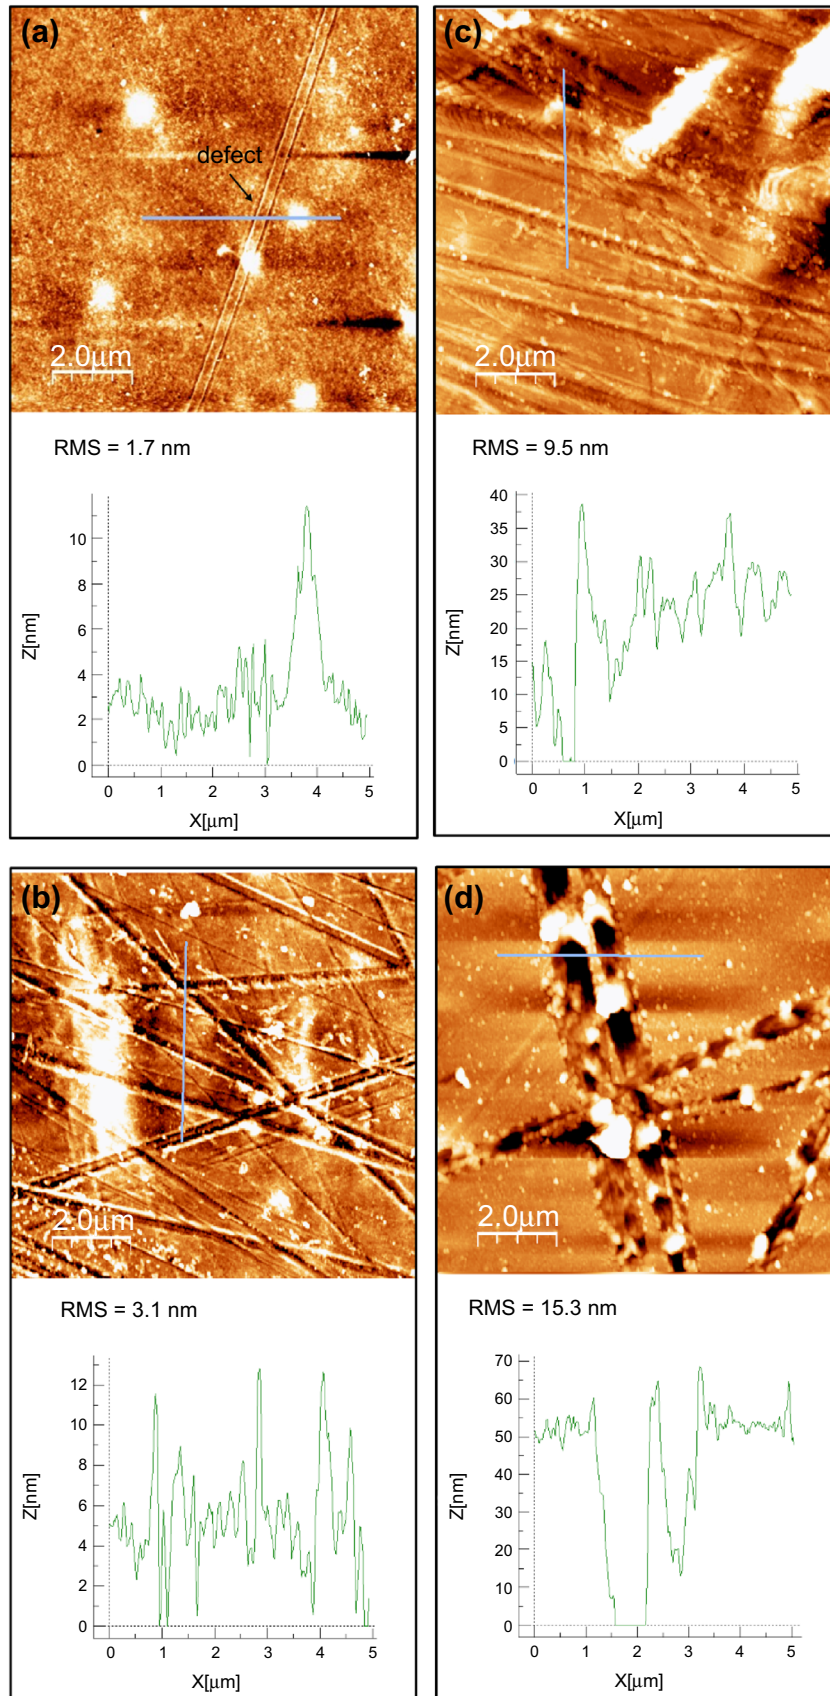 (a)
defect
2.0μm
RMS = 1.7 nm
10
8
6
4
2
0
Z[nm]
0 1 2 3 4 5
X[μm]
(c)
RMS = 9.5 nm
40
35
30
25
20
15
10
5
0
Z[nm]
0 1 2 3 4 5
X[μm]
(b)
2.0μm
RMS = 3.1 nm
12
10
8
6
4
2
0
Z[nm]
0 1 2 3 4 5
X[μm]
(d)
2.0μm
RMS = 15.3 nm
70
60
50
40
30
20
10
0
Z[nm]
0 1 2 3 4 5
X[μm]